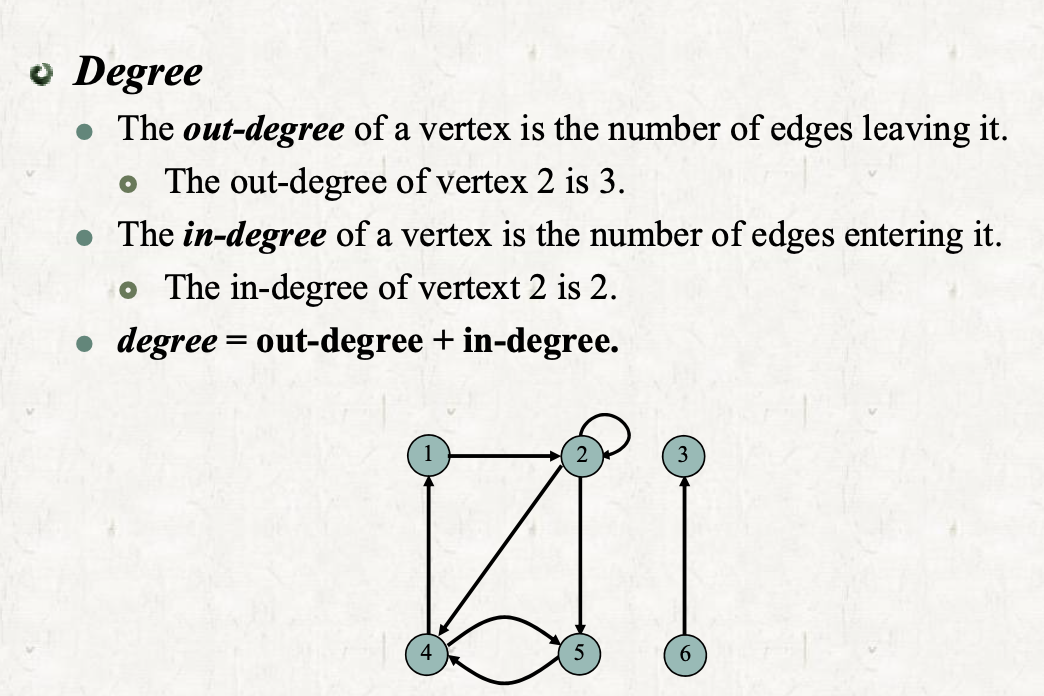 Degree
The out-degree of a vertex is the number of edges leaving it.
The out-degree of vertex 2 is 3.
The in-degree of a vertex is the number of edges entering it.
The in-degree of vertext 2 is 2.
degree = out-degree + in-degree.
1 2 3
4 5 6